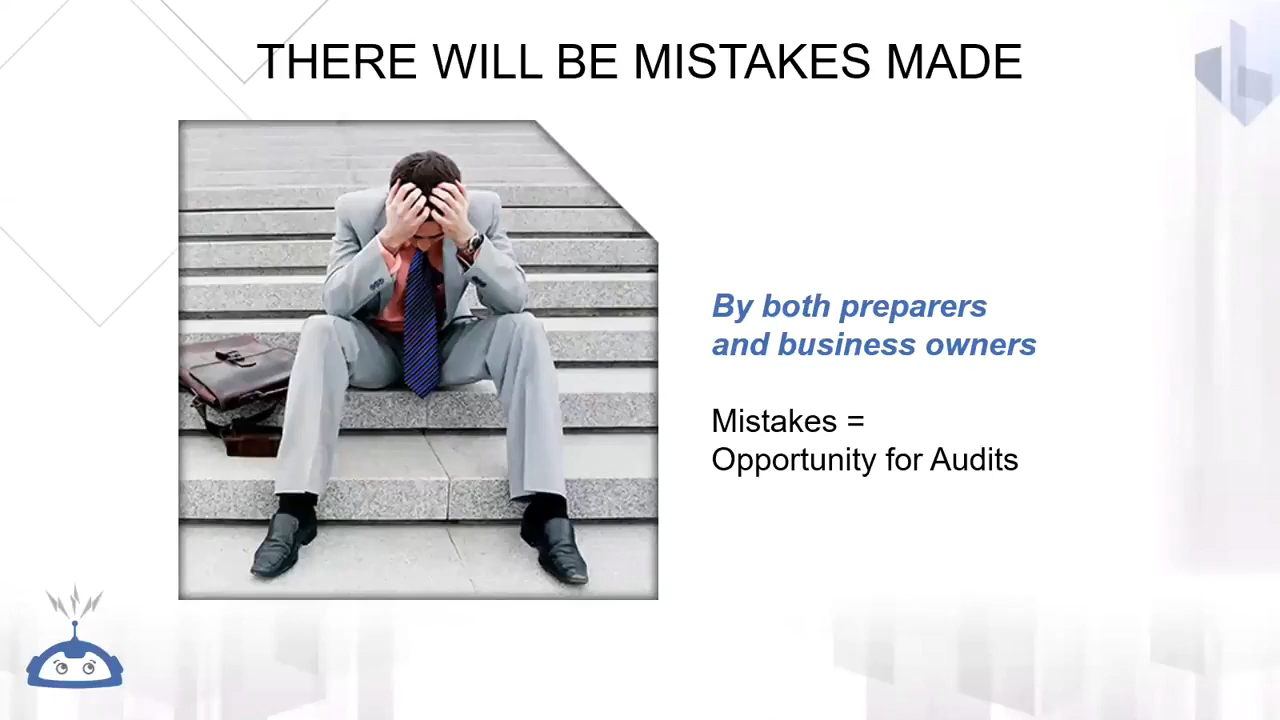 THERE WILL BE MISTAKES MADE
By both preparers
and business owners
Mistakes =
Opportunity for Audits